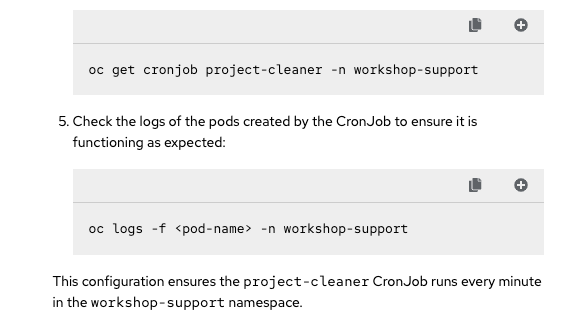 oc get cronjob project-cleaner -n workshop-support
5. Check the logs of the pods created by the CronJob to ensure it is
functioning as expected:
oc logs -f <pod-name> -n workshop-support
This configuration ensures the project-cleaner CronJob runs every minute
in the workshop-support namespace.